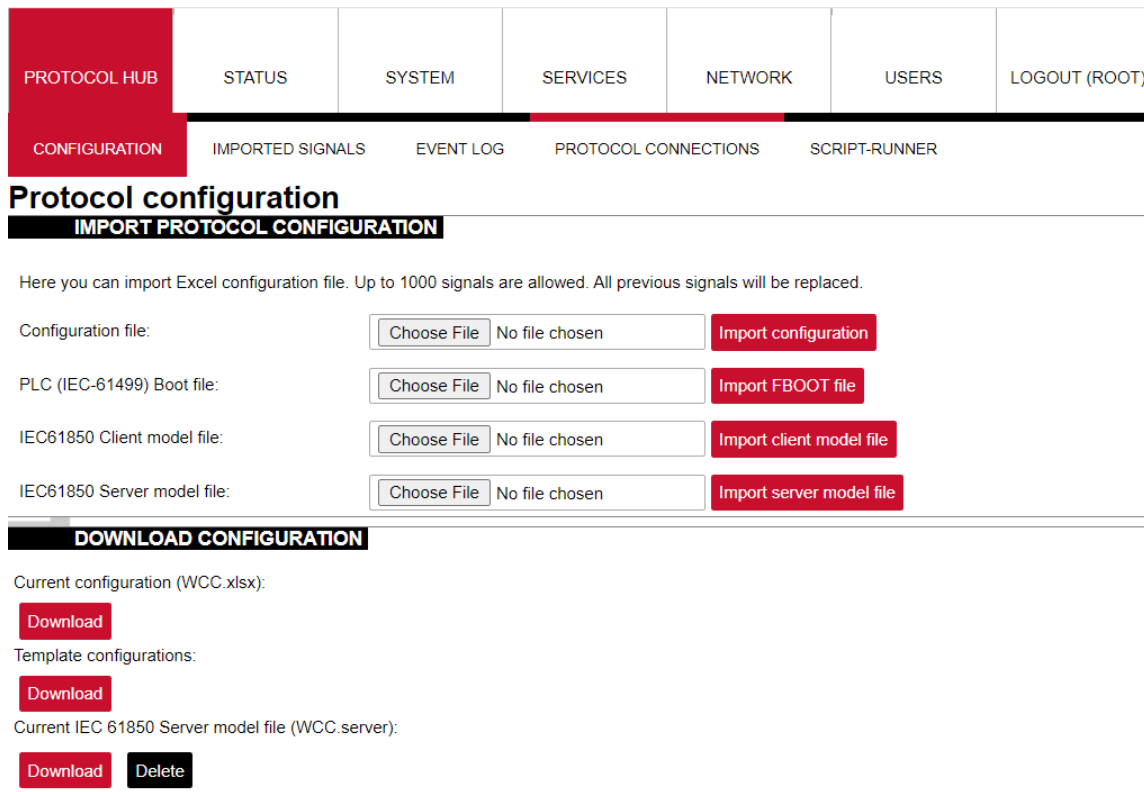 PROTOCOL HUB STATUS SYSTEM SERVICES NETWORK USERS LOGOUT (ROOT)
CONFIGURATION IMPORTED SIGNALS EVENT LOG PROTOCOL CONNECTIONS SCRIPT-RUNNER
Protocol configuration
IMPORT PROTOCOL CONFIGURATION
Here you can import Excel configuration file. Up to 1000 signals are allowed. All previous signals will be replaced.
Configuration file: Choose File No file chosen Import configuration
PLC (IEC-61499) Boot file: Choose File No file chosen Import FBOOT file
IEC61850 Client model file: Choose File No file chosen Import client model file
IEC61850 Server model file: Choose File No file chosen Import server model file
DOWNLOAD CONFIGURATION
Current configuration (WCC.xlsx):
Download
Template configurations:
Download
Current IEC 61850 Server model file (WCC.server):
Download Delete